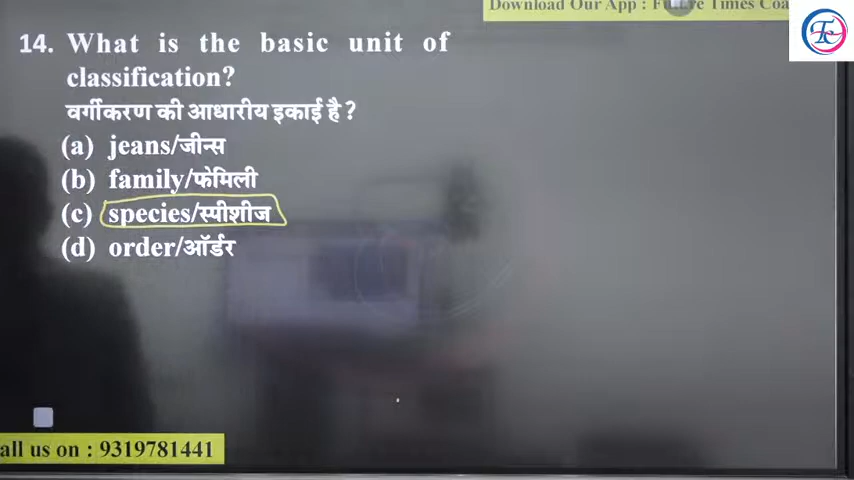 Download Our App : Future Times Coa
14. What is the basic unit of
classification?
वर्गीकरण की आधारीय इकाई है ?
(a) jeans/जीन्स
(b) family/फेमिली
(c) species/स्पीशीज
(d) order/ऑर्डर
all us on : 9319781441